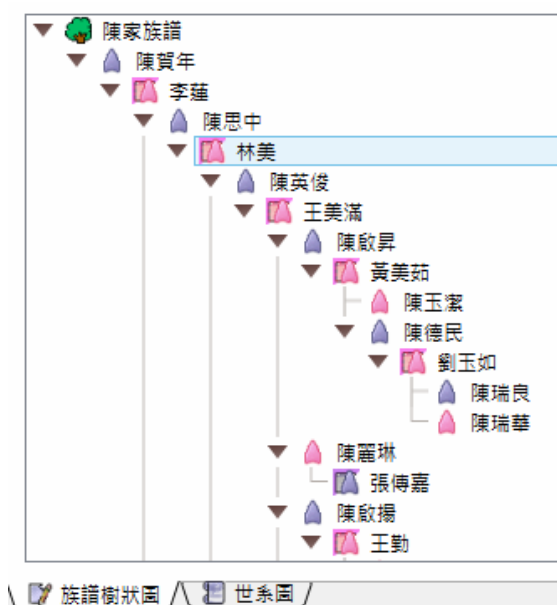 陳家族譜
陳賀年
李蓮
陳思中
林美
陳英俊
王美滿
陳啟昇
黃美茹
陳玉潔
陳德民
劉玉如
陳瑞良
陳瑞華
陳麗琳
張傳嘉
陳啟揚
王勤
族譜樹狀圖 世系圖